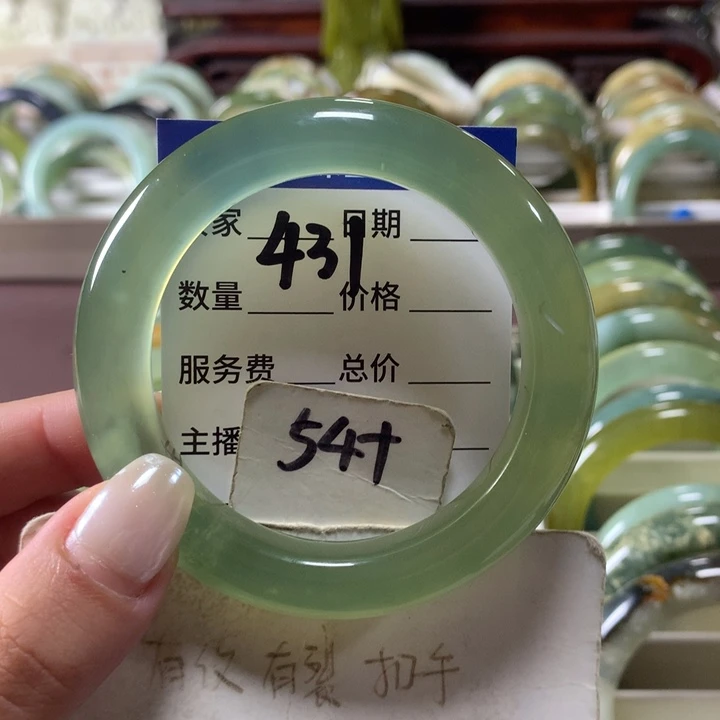 家 431 日期
数量 价格
服务费 总价
主播
54+
有纹 有裂 扣手